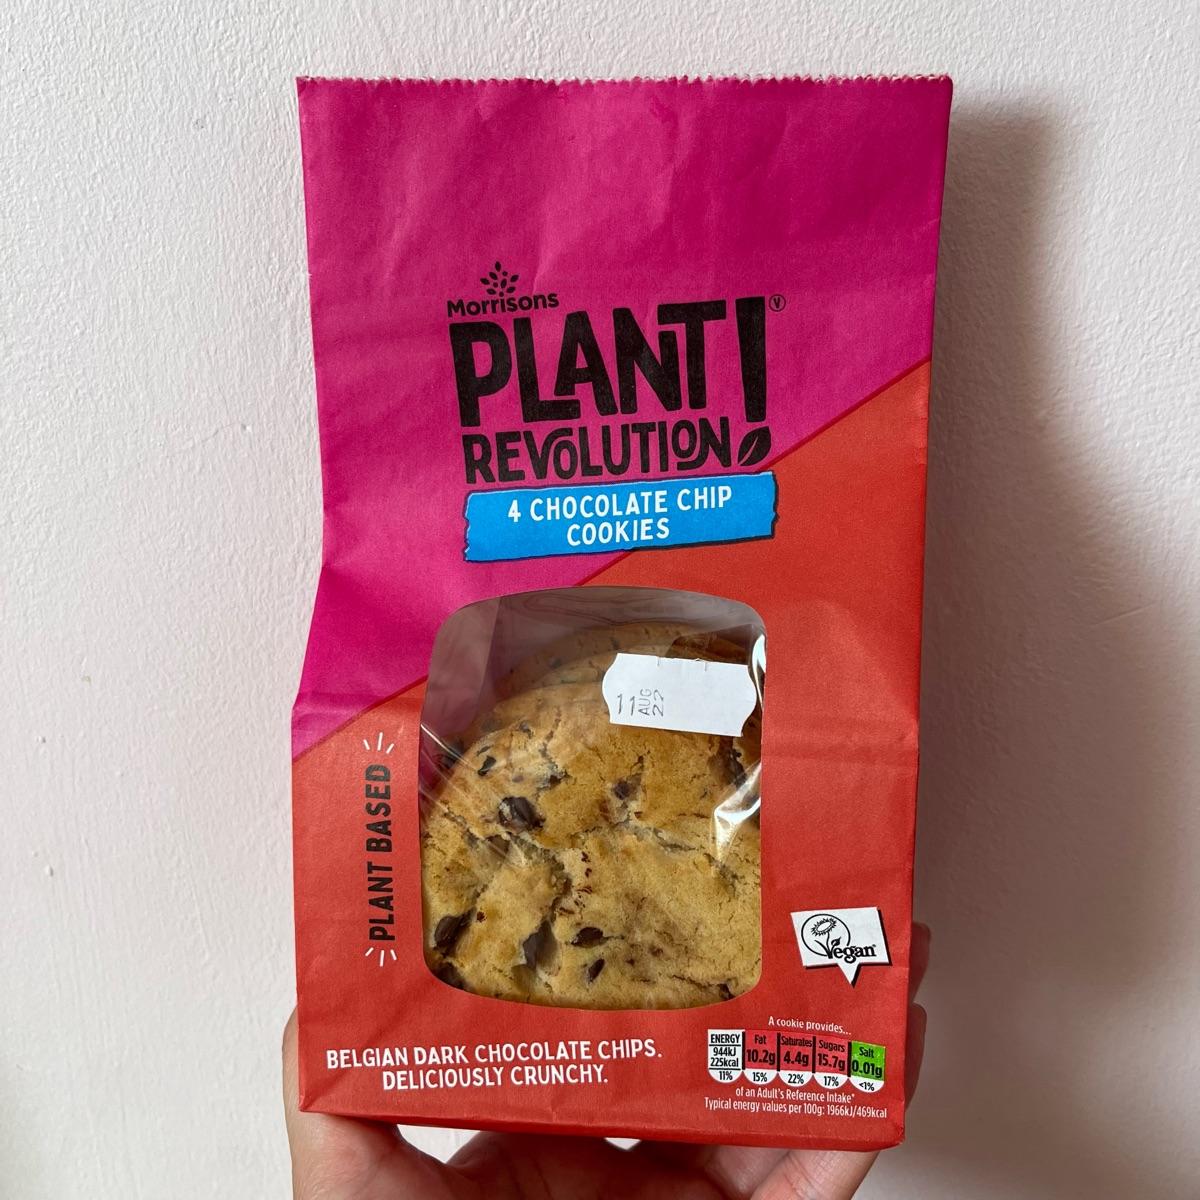 Morrisons
PLANT!
REVOLUTION
V
4 CHOCOLATE CHIP
COOKIES
11 AUG 22
PLANT BASED
Vegan
BELGIAN DARK CHOCOLATE CHIPS.
DELICIOUSLY CRUNCHY.
A cookie provides...
ENERGY Fat Saturates Sugars Salt
944kJ 10.2g 4.4g 15.7g 0.01g
225kcal
11% 15% 22% 17% <1%
of an Adult's Reference Intake*
Typical energy values per 100g: 1966kJ/469kcal